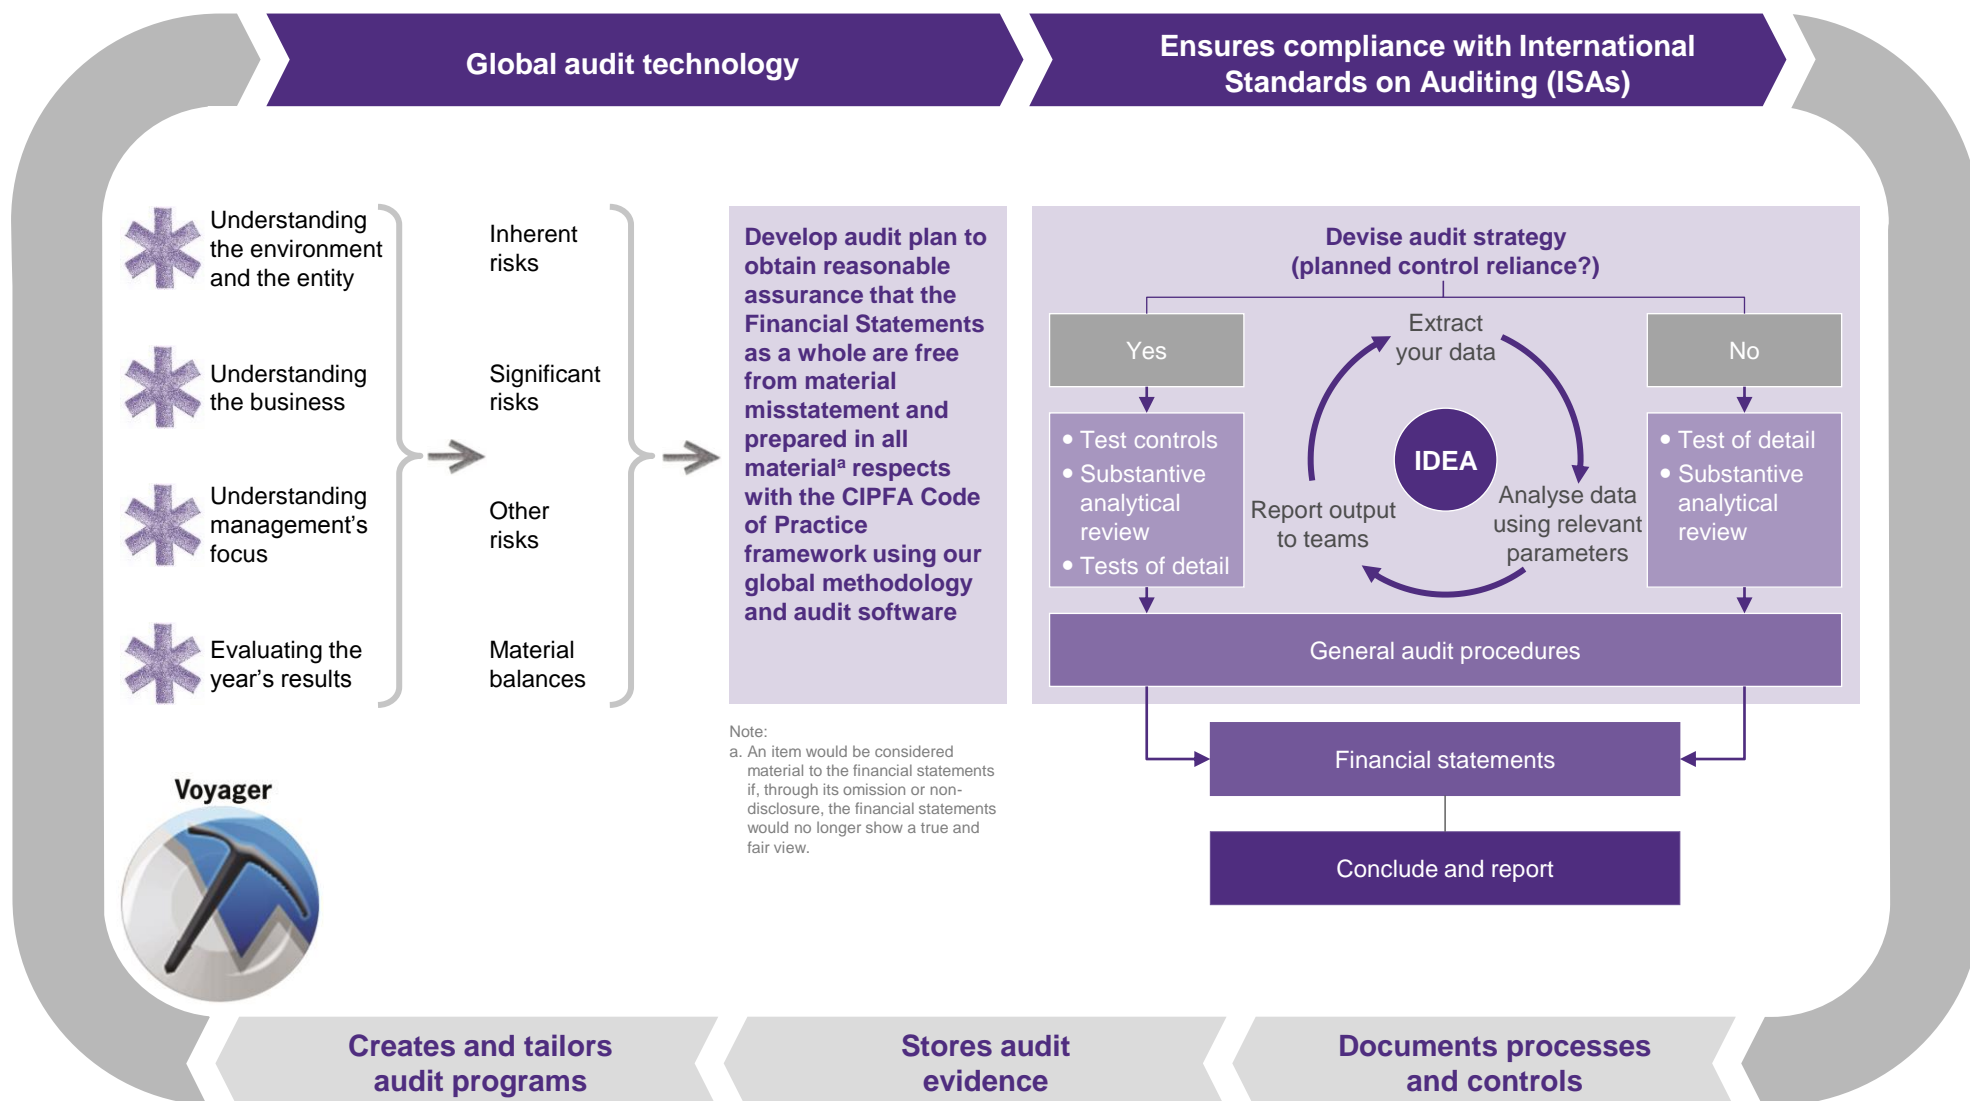 Global audit technology
Ensures compliance with International
Standards on Auditing (ISAs)
Understanding
the environment
and the entity
Understanding
the business
Understanding
management’s
focus
Evaluating the
year’s results
Inherent
risks
Significant
risks
Other
risks
Material
balances
Develop audit plan to
obtain reasonable
assurance that the
Financial Statements
as a whole are free
from material
misstatement and
prepared in all
materialª respects
with the CIPFA Code
of Practice
framework using our
global methodology
and audit software
Note:
a. An item would be considered
material to the financial statements
if, through its omission or non-
disclosure, the financial statements
would no longer show a true and
fair view.
Devise audit strategy
(planned control reliance?)
Yes
• Test controls
• Substantive
analytical
review
• Tests of detail
Extract
your data
IDEA
Analyse data
using relevant
parameters
Report output
to teams
No
• Test of detail
• Substantive
analytical
review
General audit procedures
Financial statements
Conclude and report
Voyager
Creates and tailors
audit programs
Stores audit
evidence
Documents processes
and controls